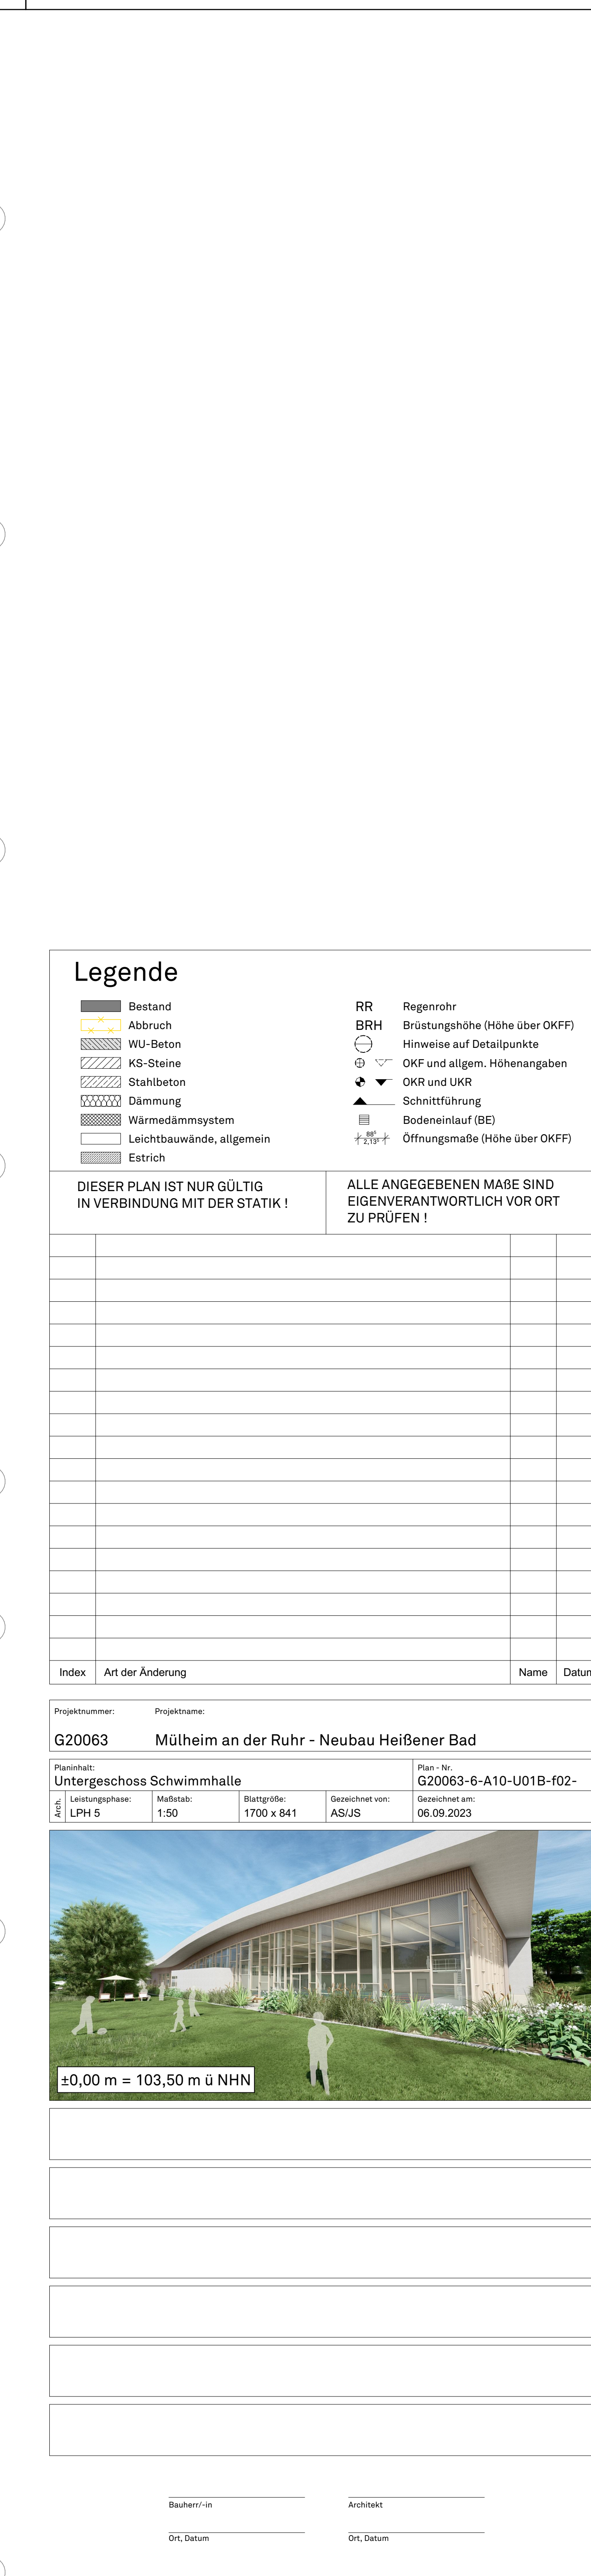 Legende
Bestand
Abbruch
WU-Beton
KS-Steine
Stahlbeton
Dämmung
Wärmedämmsystem
Leichtbauwände, allgemein
Estrich
RR Regenrohr
BRH Brüstungshöhe (Höhe über OKFF)
Hinweise auf Detailpunkte
OKF und allgem. Höhenangaben
OKR und UKR
Schnittführung
Bodeneinlauf (BE)
88⁵ 2,13⁵ Öffnungsmaße (Höhe über OKFF)
DIESER PLAN IST NUR GÜLTIG
IN VERBINDUNG MIT DER STATIK !
ALLE ANGEGEBENEN MAßE SIND
EIGENVERANTWORTLICH VOR ORT
ZU PRÜFEN !
Index Art der Änderung Name Datum
Projektnummer: Projektname:
G20063 Mülheim an der Ruhr - Neubau Heißener Bad
Planinhalt: Plan - Nr.
Untergeschoss Schwimmhalle G20063-6-A10-U01B-f02-
Arch.
Leistungsphase: Maßstab: Blattgröße: Gezeichnet von: Gezeichnet am:
LPH 5 1:50 1700 x 841 AS/JS 06.09.2023
±0,00 m = 103,50 m ü NHN
Bauherr/-in Architekt
Ort, Datum Ort, Datum